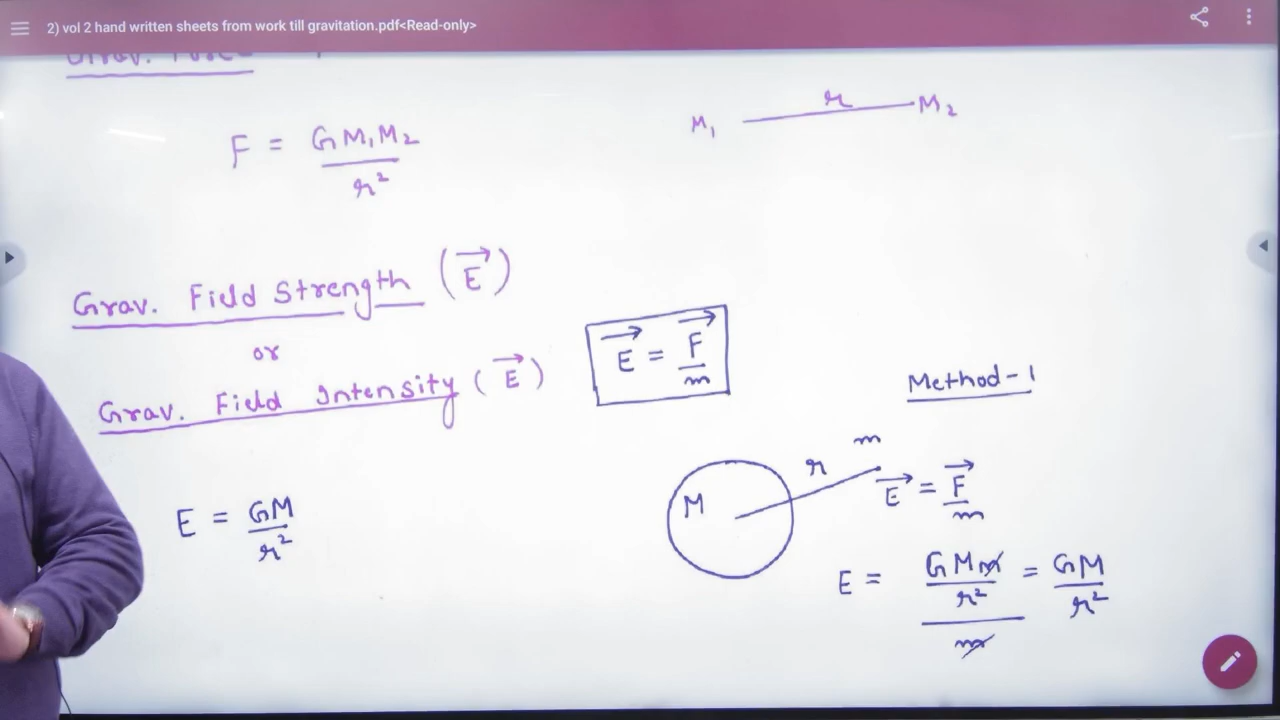 2) vol 2 hand written sheets from work till gravitation.pdf<Read-only>
M₁ r M₂
F = GM₁M₂ / r²
Grav. Field Strength (E⃗)
or
Grav. Field Intensity (E⃗)
E⃗ = F⃗ / m
Method-1
E = GM / r²
M r m
E⃗ = F⃗ / m
E = GMm / r² / m = GM / r²